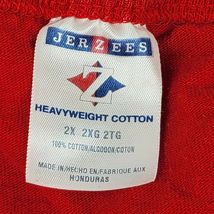 JERZEES
Z
HEAVYWEIGHT COTTON
2X 2XG 2TG
100% COTTON/ALGODON/COTON
MADE IN/HECHO EN/FABRIQUE AUX
HONDURAS